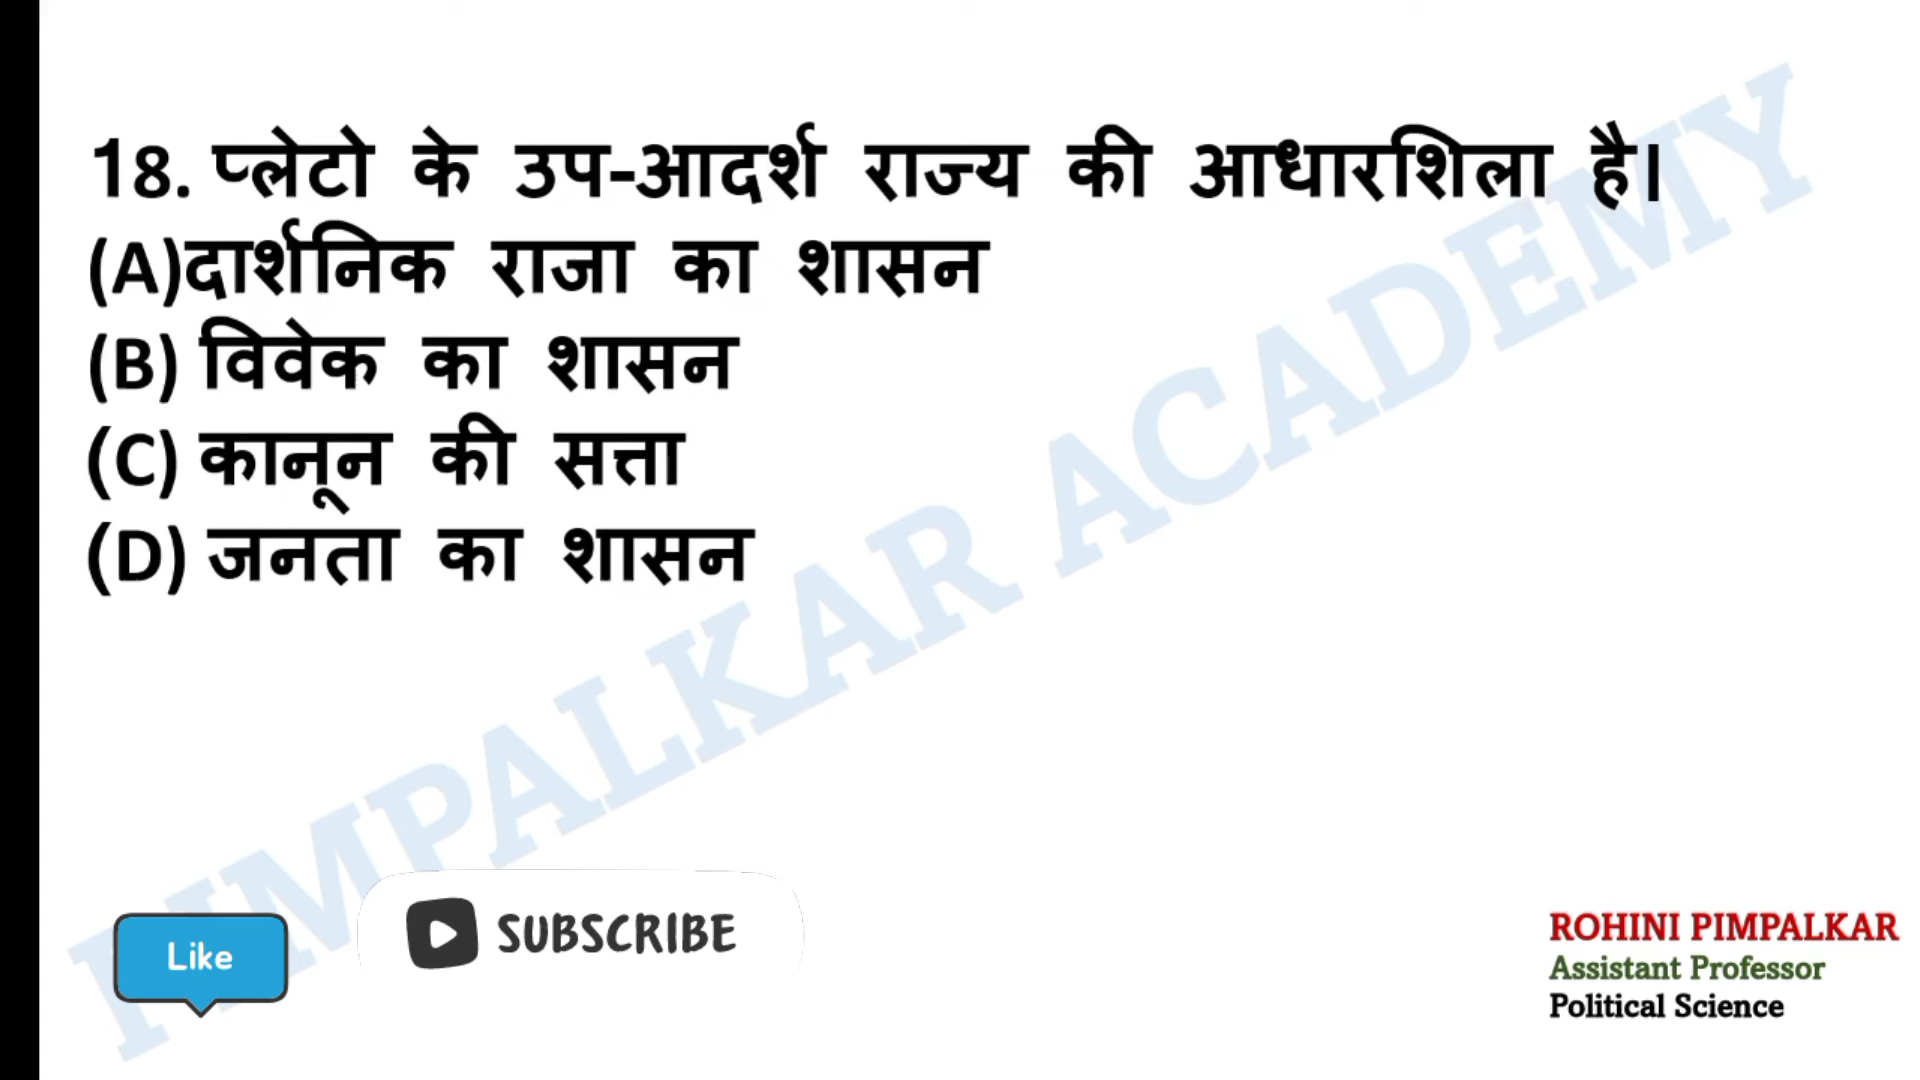 18. प्लेटो के उप-आदर्श राज्य की आधारशिला है।
(A)दार्शनिक राजा का शासन
(B) विवेक का शासन
(C) कानून की सत्ता
(D) जनता का शासन
PIMPALKAR ACADEMY
Like
SUBSCRIBE
ROHINI PIMPALKAR
Assistant Professor
Political Science